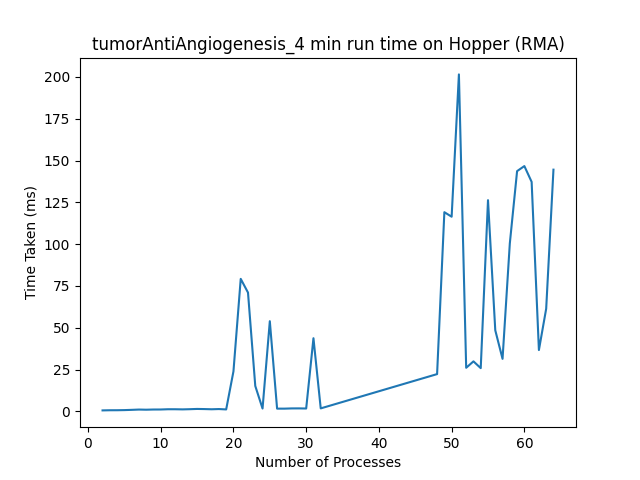 tumorAntiAngiogenesis_4 min run time on Hopper (RMA)
200
175
150
125
100
75
50
25
0
Time Taken (ms)
0 10 20 30 40 50 60
Number of Processes